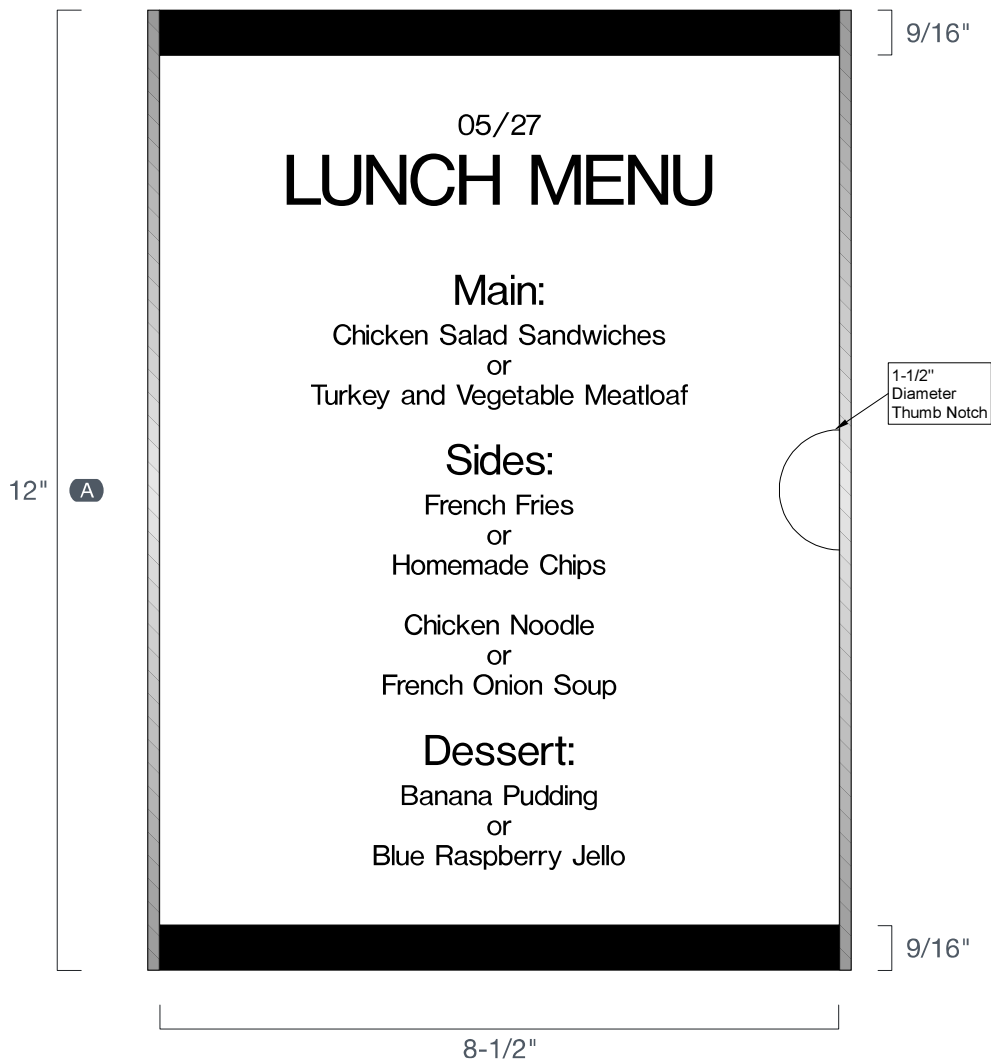 9/16"
05/27
LUNCH MENU
Main:
Chicken Salad Sandwiches
or
Turkey and Vegetable Meatloaf
1-1/2"
Diameter
Thumb Notch
Sides:
12" A
French Fries
or
Homemade Chips
Chicken Noodle
or
French Onion Soup
Dessert:
Banana Pudding
or
Blue Raspberry Jello
9/16"
8-1/2"